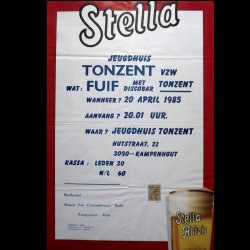 Stella
JEUGDHUIS
TONZENT VZW
WAT: FUIF MET DISCOBAR TONZENT
WANNEER? 20 APRIL 1985
AANVANG? 20.01 UUR.
WAAR? JEUGDHUIS TONZENT
HUTSTRAAT, 22
3090-KAMPENHOUT
KASSA: LEDEN 30
N/L 60
Stella
Artois